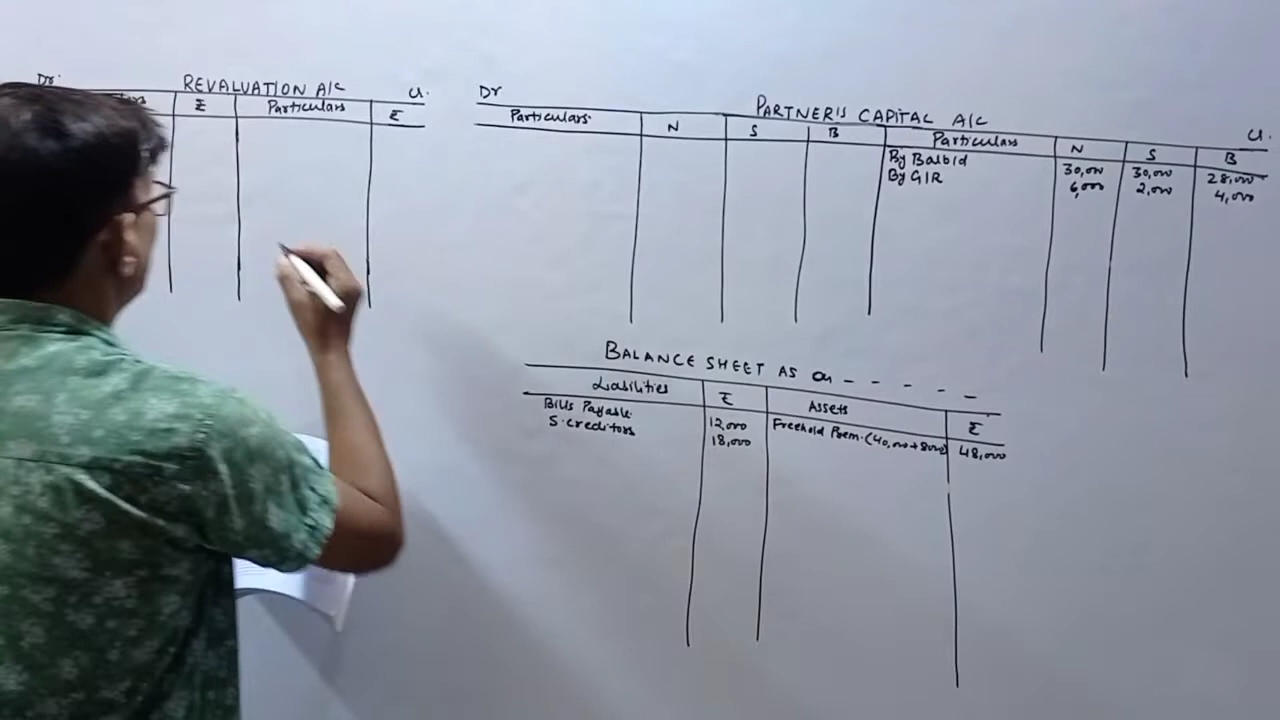 Dr.
REVALUATION A/C
Cr.
₹
Particulars
₹
Dr
PARTNER'S CAPITAL A/C
Cr.
Particulars
N
S
B
Particulars
N
S
B
By Balb/d
30,000
30,000
28,000
By G/R
6,000
2,000
4,000
BALANCE SHEET AS on - - - - -
Liabilities
₹
Assets
₹
Bills Payable
12,000
Freehold Prem. (40,000+8000)
48,000
S. creditors
18,000